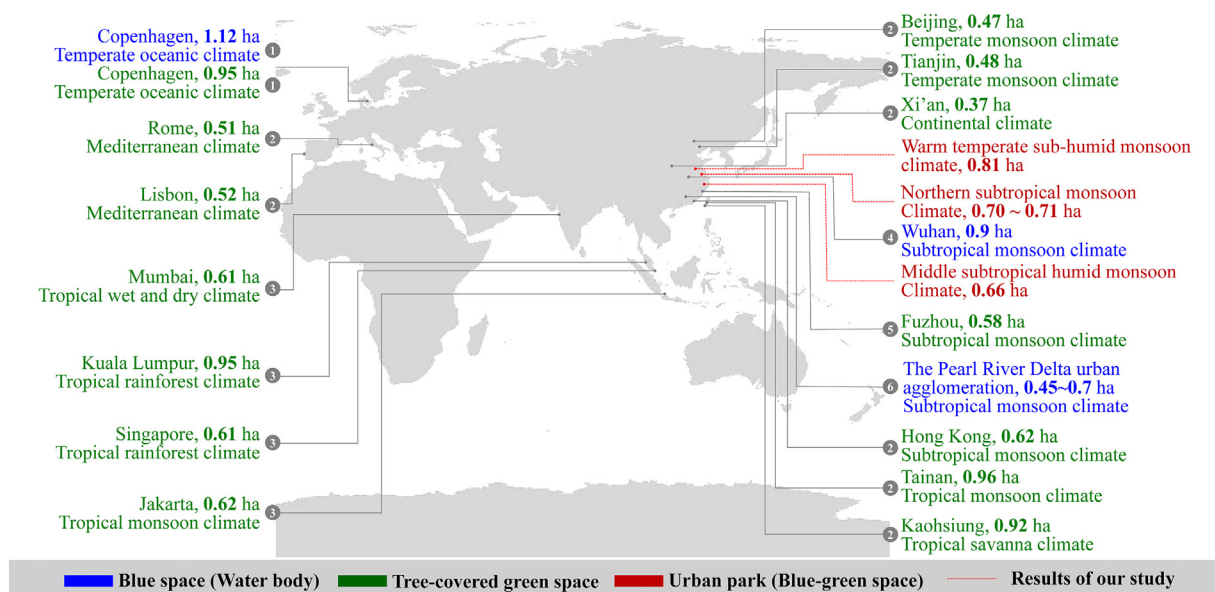 Copenhagen, 1.12 ha
Temperate oceanic climate
1
Copenhagen, 0.95 ha
Temperate oceanic climate
1
Rome, 0.51 ha
Mediterranean climate
2
Lisbon, 0.52 ha
Mediterranean climate
2
Mumbai, 0.61 ha
Tropical wet and dry climate
3
Kuala Lumpur, 0.95 ha
Tropical rainforest climate
3
Singapore, 0.61 ha
Tropical rainforest climate
3
Jakarta, 0.62 ha
Tropical monsoon climate
3
Beijing, 0.47 ha
2
Temperate monsoon climate
Tianjin, 0.48 ha
2
Temperate monsoon climate
Xi’an, 0.37 ha
2
Continental climate
Warm temperate sub-humid monsoon
climate, 0.81 ha
Northern subtropical monsoon
Climate, 0.70 ~ 0.71 ha
Wuhan, 0.9 ha
4
Subtropical monsoon climate
Middle subtropical humid monsoon
Climate, 0.66 ha
Fuzhou, 0.58 ha
5
Subtropical monsoon climate
The Pearl River Delta urban
6
agglomeration, 0.45~0.7 ha
Subtropical monsoon climate
Hong Kong, 0.62 ha
2
Subtropical monsoon climate
Tainan, 0.96 ha
2
Tropical monsoon climate
Kaohsiung, 0.92 ha
2
Tropical savanna climate
Blue space (Water body)
Tree-covered green space
Urban park (Blue-green space)
Results of our study